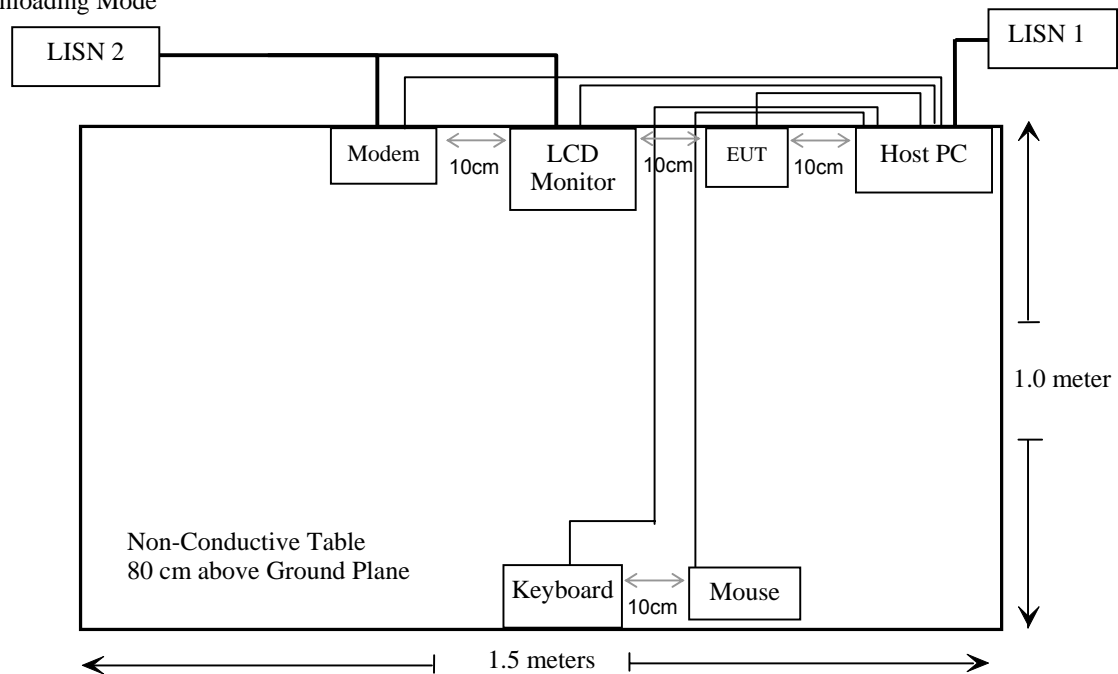 Mode
LISN 2
LISN 1
Modem
10cm
LCD
Monitor
10cm
EUT
10cm
Host PC
1.0 meter
Non-Conductive Table
80 cm above Ground Plane
Keyboard
10cm
Mouse
1.5 meters